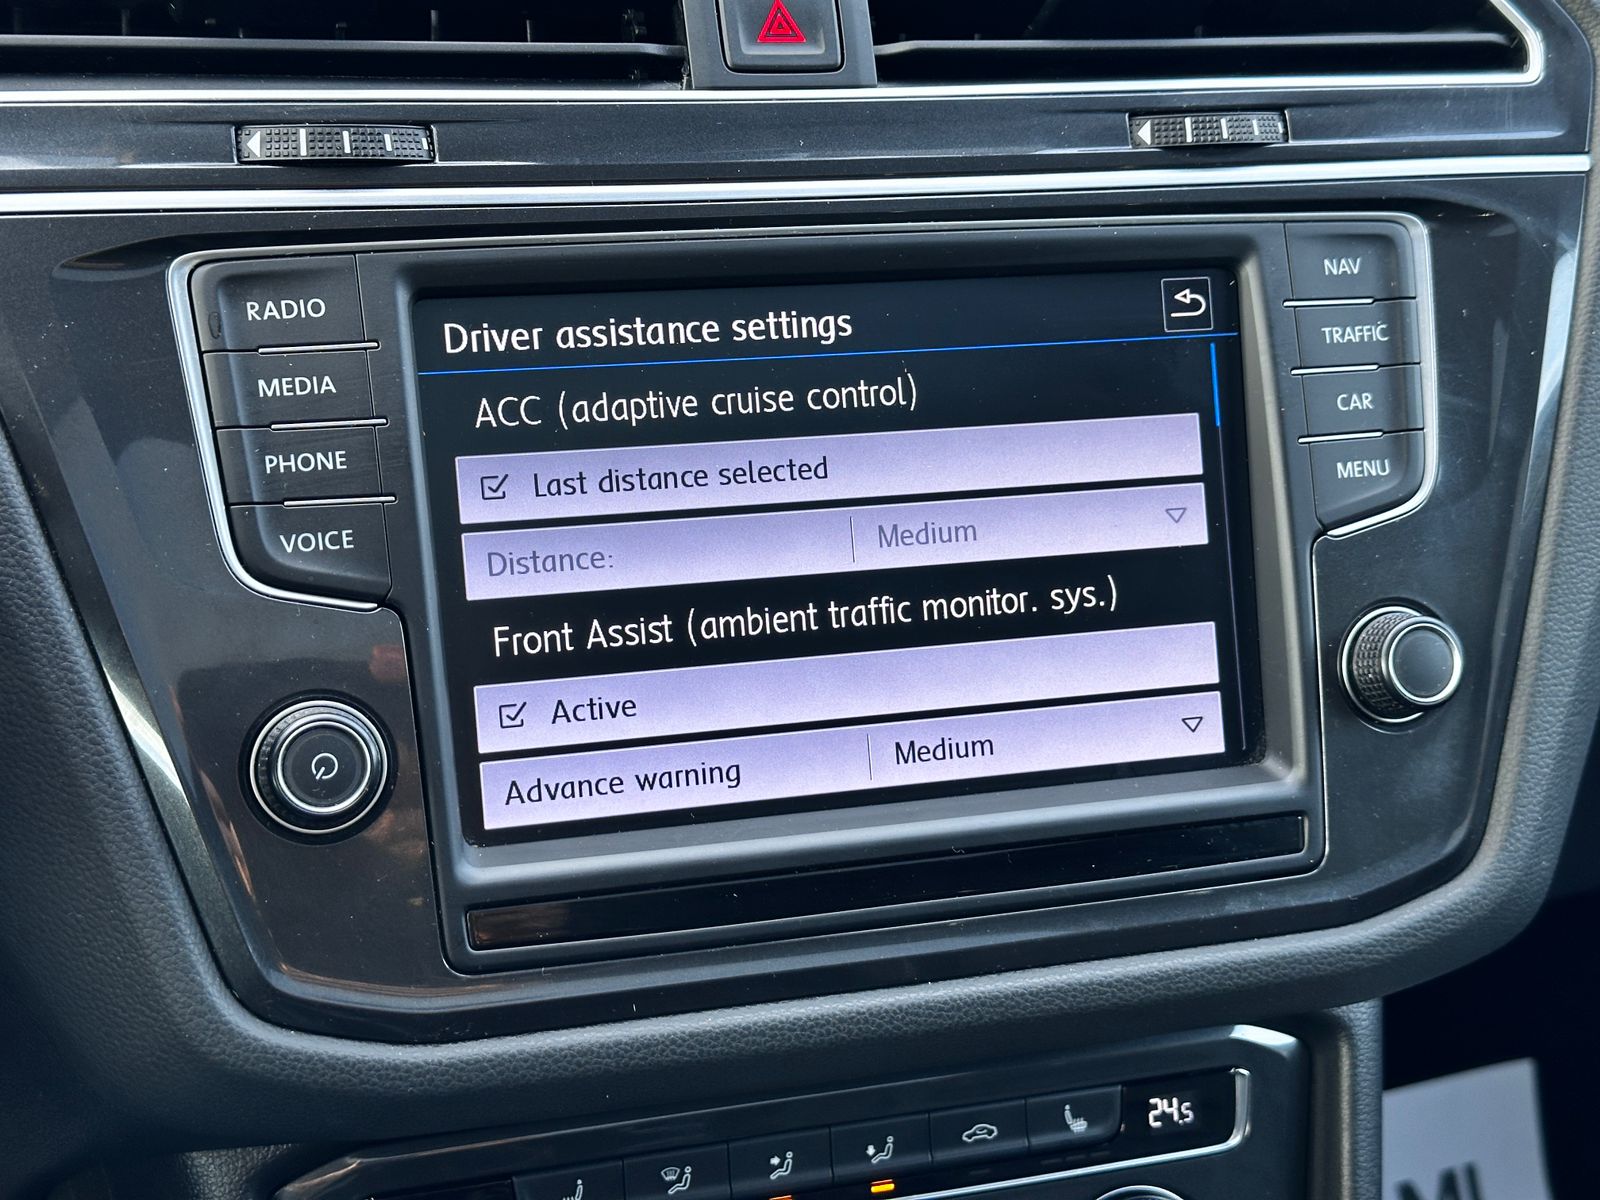 RADIO
MEDIA
PHONE
VOICE
Driver assistance settings
ACC (adaptive cruise control)
Last distance selected
Distance: Medium
Front Assist (ambient traffic monitor. sys.)
Active
Advance warning Medium
NAV
TRAFFIC
CAR
MENU
24.5